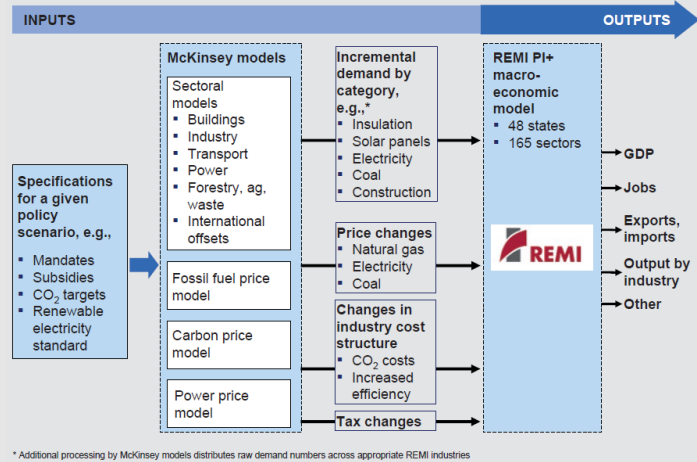 INPUTS
OUTPUTS
Specifications
for a given
policy
scenario, e.g.,
▪ Mandates
▪ Subsidies
▪ CO₂ targets
▪ Renewable
electricity
standard
McKinsey models
Sectoral
models
▪ Buildings
▪ Industry
▪ Transport
▪ Power
▪ Forestry, ag,
waste
▪ International
offsets
Fossil fuel price
model
Carbon price
model
Power price
model
Incremental
demand by
category,
e.g.,*
▪ Insulation
▪ Solar panels
▪ Electricity
▪ Coal
▪ Construction
Price changes
▪ Natural gas
▪ Electricity
▪ Coal
Changes in
industry cost
structure
▪ CO₂ costs
▪ Increased
efficiency
Tax changes
REMI PI+
macro-
economic
model
▪ 48 states
▪ 165 sectors
REMI
GDP
Jobs
Exports,
imports
Output by
industry
Other
* Additional processing by McKinsey models distributes raw demand numbers across appropriate REMI industries